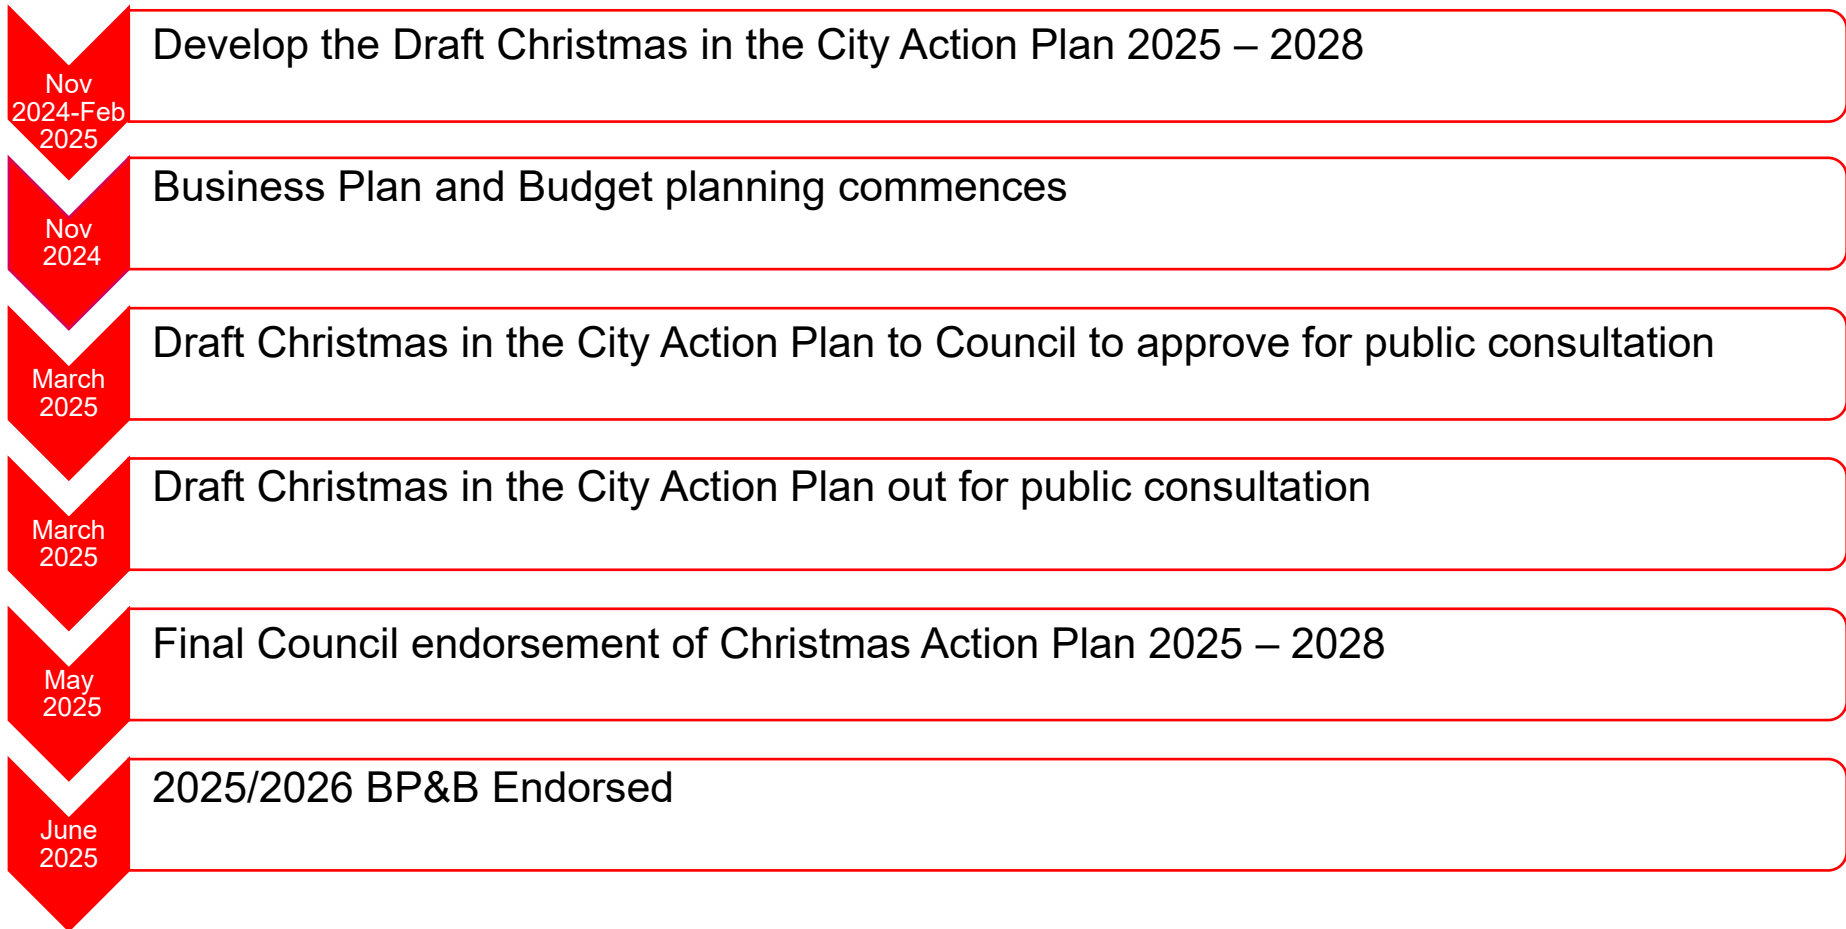 Nov
2024-Feb
2025
Develop the Draft Christmas in the City Action Plan 2025 – 2028
Nov
2024
Business Plan and Budget planning commences
March
2025
Draft Christmas in the City Action Plan to Council to approve for public consultation
March
2025
Draft Christmas in the City Action Plan out for public consultation
May
2025
Final Council endorsement of Christmas Action Plan 2025 – 2028
June
2025
2025/2026 BP&B Endorsed